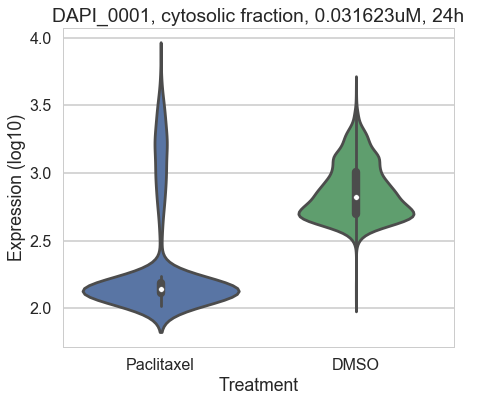 DAPI_0001, cytosolic fraction, 0.031623uM, 24h
4.0
3.5
3.0
2.5
2.0
Expression (log10)
Paclitaxel DMSO
Treatment